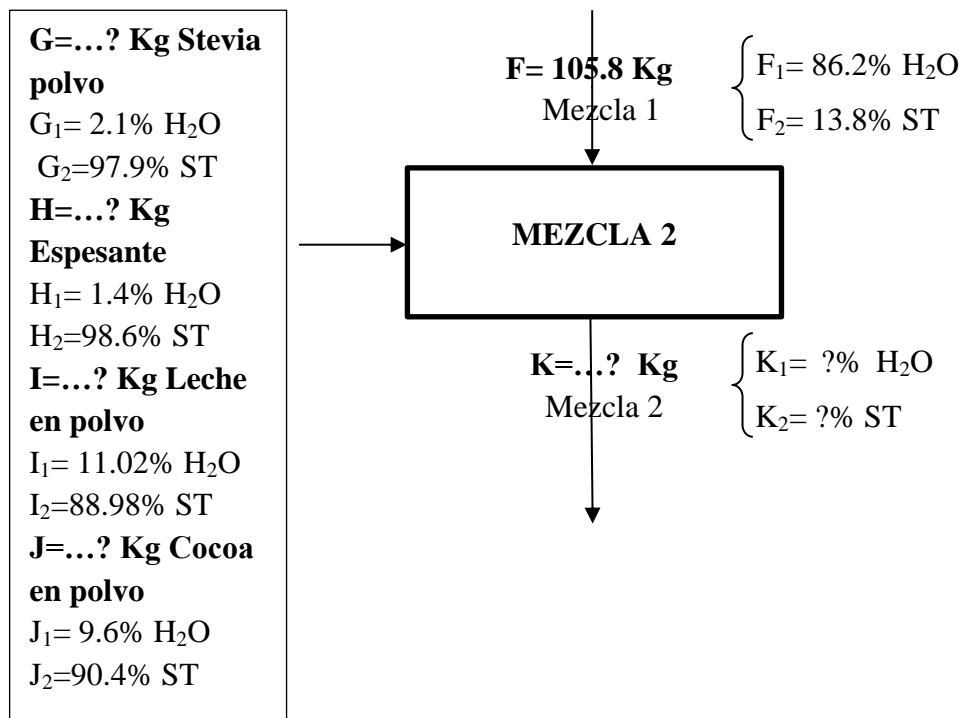 G=…? Kg Stevia
polvo
G₁= 2.1% H₂O
G₂=97.9% ST
H=…? Kg
Espesante
H₁= 1.4% H₂O
H₂=98.6% ST
I=…? Kg Leche
en polvo
I₁= 11.02% H₂O
I₂=88.98% ST
J=…? Kg Cocoa
en polvo
J₁= 9.6% H₂O
J₂=90.4% ST
F= 105.8 Kg
Mezcla 1
F₁= 86.2% H₂O
F₂= 13.8% ST
MEZCLA 2
K=…? Kg
Mezcla 2
K₁= ?% H₂O
K₂= ?% ST